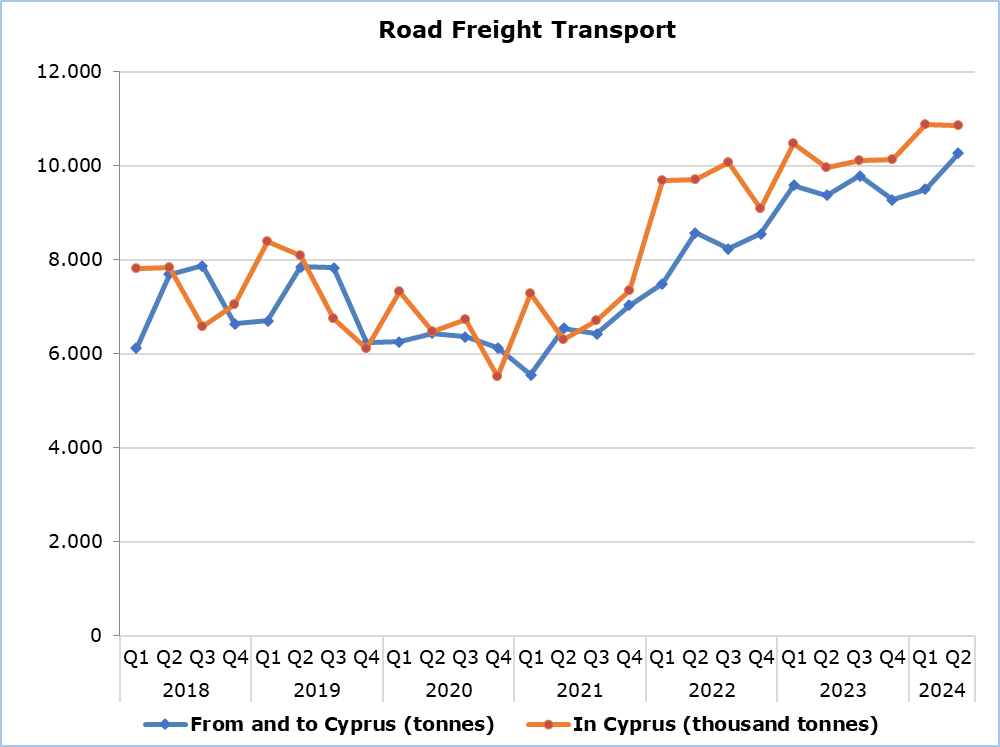 Road Freight Transport
12.000
10.000
8.000
6.000
4.000
2.000
0
Q1 Q2 Q3 Q4 Q1 Q2 Q3 Q4 Q1 Q2 Q3 Q4 Q1 Q2 Q3 Q4 Q1 Q2 Q3 Q4 Q1 Q2 Q3 Q4 Q1 Q2
2018 2019 2020 2021 2022 2023 2024
From and to Cyprus (tonnes) In Cyprus (thousand tonnes)